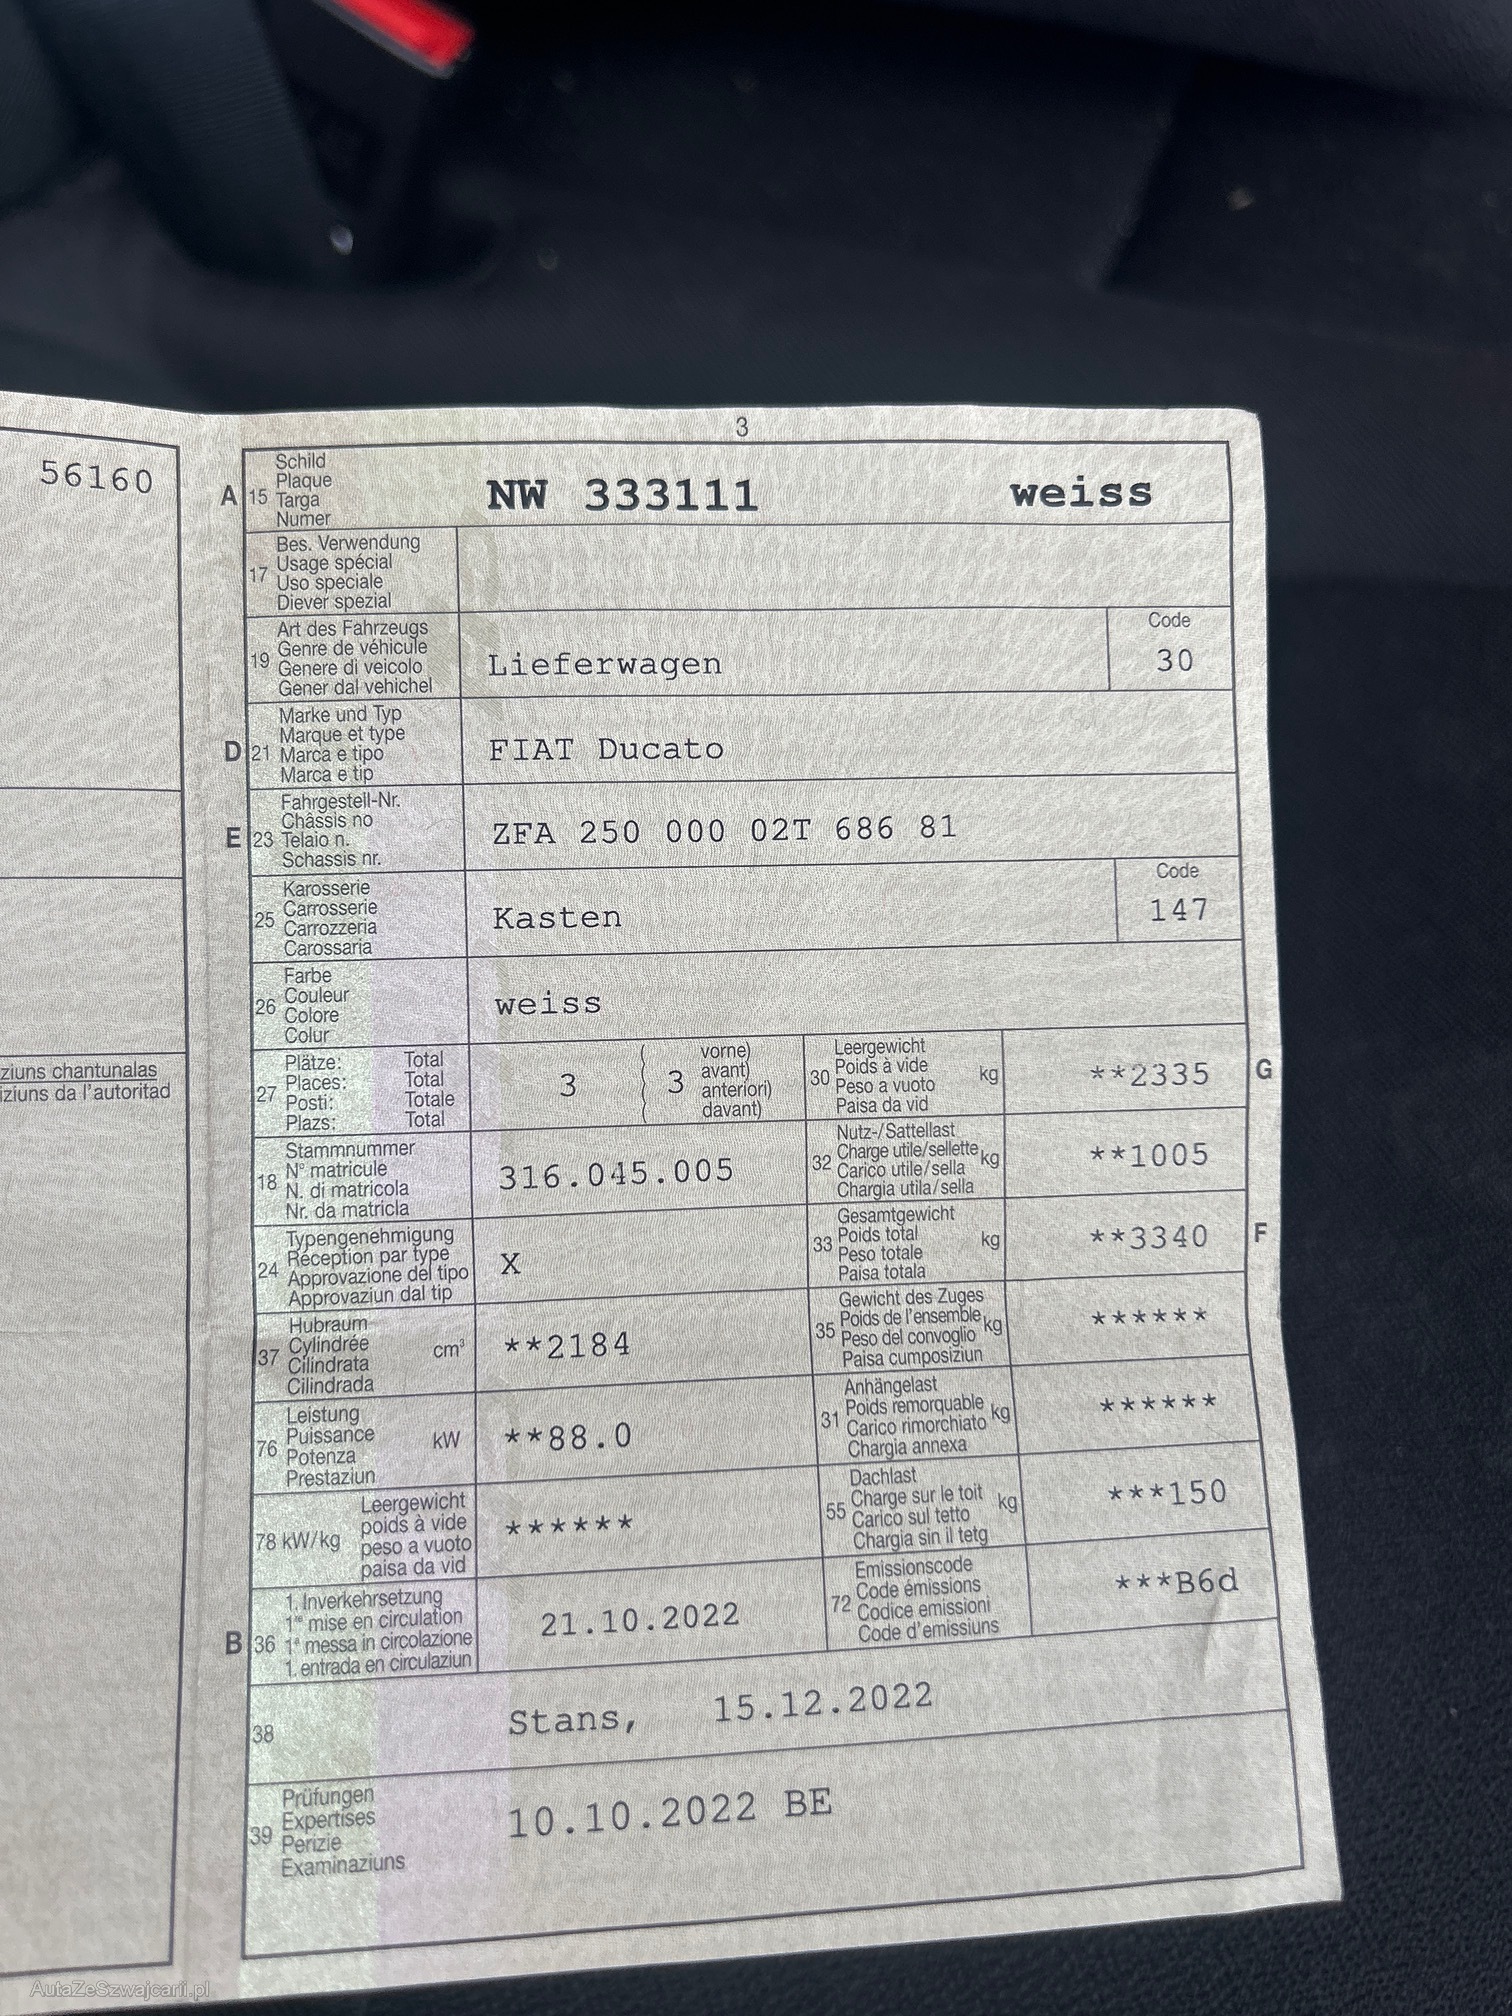 56160
ziuns chantunalas
iziuns da l'autoritad
3
A 15 Schild
Plaque
Targa
Numer
NW 333111 weiss
17 Bes. Verwendung
Usage spécial
Uso speciale
Diever spezial
19 Art des Fahrzeugs
Genre de véhicule
Genere di veicolo
Gener dal vehichel
Lieferwagen
Code
30
D 21 Marke und Typ
Marque et type
Marca e tipo
Marca e tip
FIAT Ducato
E 23 Fahrgestell-Nr.
Châssis no
Telaio n.
Schassis nr.
ZFA 250 000 02T 686 81
25 Karosserie
Carrosserie
Carrozzeria
Carossaria
Kasten
Code
147
26 Farbe
Couleur
Colore
Colur
weiss
27 Plätze: Total
Places: Total
Posti: Totale
Plazs: Total
3 ( 3 vorne)
avant)
anteriori)
davant)
30 Leergewicht
Poids à vide
Peso a vuoto
Paisa da vid
kg
**2335
G
18 Stammnummer
N° matricule
N. di matricola
Nr. da matricla
316.045.005
32 Nutz-/Sattellast
Charge utile/sellette
Carico utile/sella
Chargia utila/sella
kg
**1005
24 Typengenehmigung
Réception par type
Approvazione del tipo
Approvaziun dal tip
X
33 Gesamtgewicht
Poids total
Peso totale
Paisa totala
kg
**3340
F
37 Hubraum
Cylindrée
Cilindrata
Cilindrada
cm³
**2184
35 Gewicht des Zuges
Poids de l'ensemble
Peso del convoglio
Paisa cumposiziun
kg
******
76 Leistung
Puissance
Potenza
Prestaziun
kW
**88.0
31 Anhängelast
Poids remorquable
Carico rimorchiato
Chargia annexa
kg
******
78 kW/kg Leergewicht
poids à vide
peso a vuoto
paisa da vid
******
55 Dachlast
Charge sur le toit
Carico sul tetto
Chargia sin il tetg
kg
***150
B 36 1. Inverkehrsetzung
1re mise en circulation
1a messa in circolazione
1. entrada en circulaziun
21.10.2022
72 Emissionscode
Code émissions
Codice emissioni
Code d'emissiuns
***B6d
38
Stans, 15.12.2022
39 Prüfungen
Expertises
Perizie
Examinaziuns
10.10.2022 BE
AutaZeSzwajcarii.pl